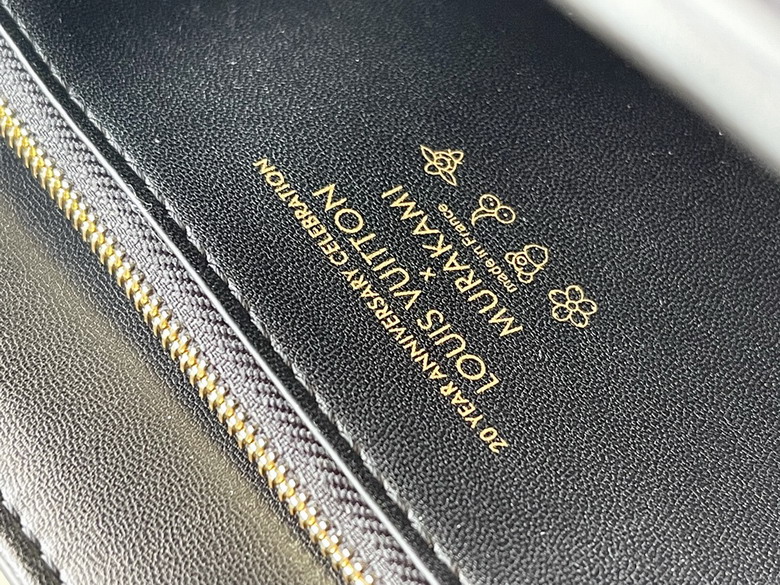 20 YEAR ANNIVERSARY CELEBRATION
LOUIS VUITTON
×
MURAKAMI
made in France